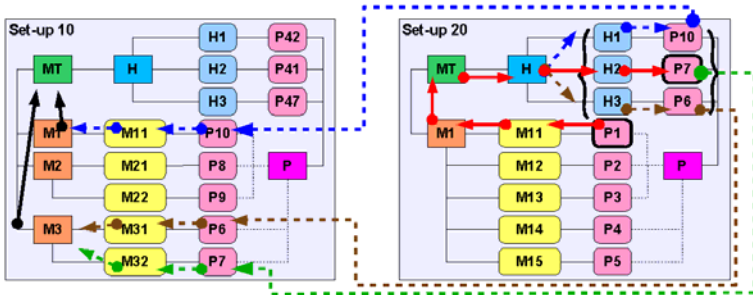 Set-up 10
H1 P42
MT H H2 P41
H3 P47
M1 M11 P10
M2 M21 P8 P
M22 P9
M3 M31 P6
M32 P7
Set-up 20
H1 P10
MT H H2 P7
H3 P6
M1 M11 P1
M12 P2 P
M13 P3
M14 P4
M15 P5